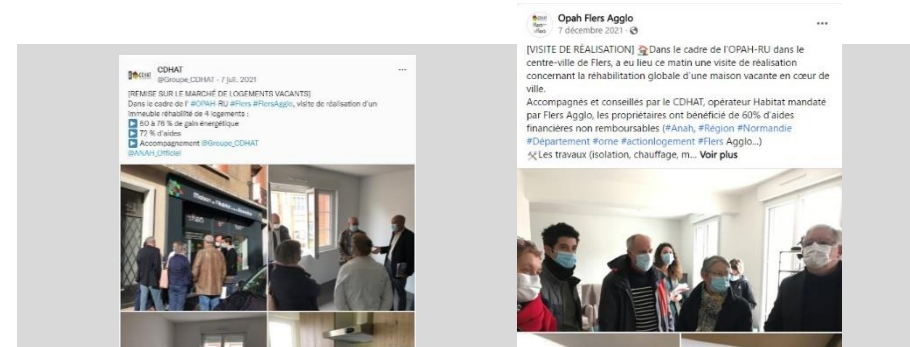 CDHAT
@Groupe_CDHAT · 7 juil. 2021
[REMISE SUR LE MARCHÉ DE LOGEMENTS VACANTS]
Dans le cadre de l' #OPAH-RU #Flers #FlersAgglo, visite de réalisation d'un
immeuble réhabilité de 4 logements :
60 à 76 % de gain énergétique
72 % d'aides
Accompagnement @Groupe_CDHAT
@ANAH_Officiel
Opah Flers Agglo
7 décembre 2021 ·
[VISITE DE RÉALISATION] Dans le cadre de l'OPAH-RU dans le
centre-ville de Flers, a eu lieu ce matin une visite de réalisation
concernant la réhabilitation globale d'une maison vacante en cœur de
ville.
Accompagnés et conseillés par le CDHAT, opérateur Habitat mandaté
par Flers Agglo, les propriétaires ont bénéficié de 60% d'aides
financières non remboursables (#Anah, #Région #Normandie
#Département #orne #actionlogement #Flers Agglo...)
Les travaux (isolation, chauffage, m... Voir plus